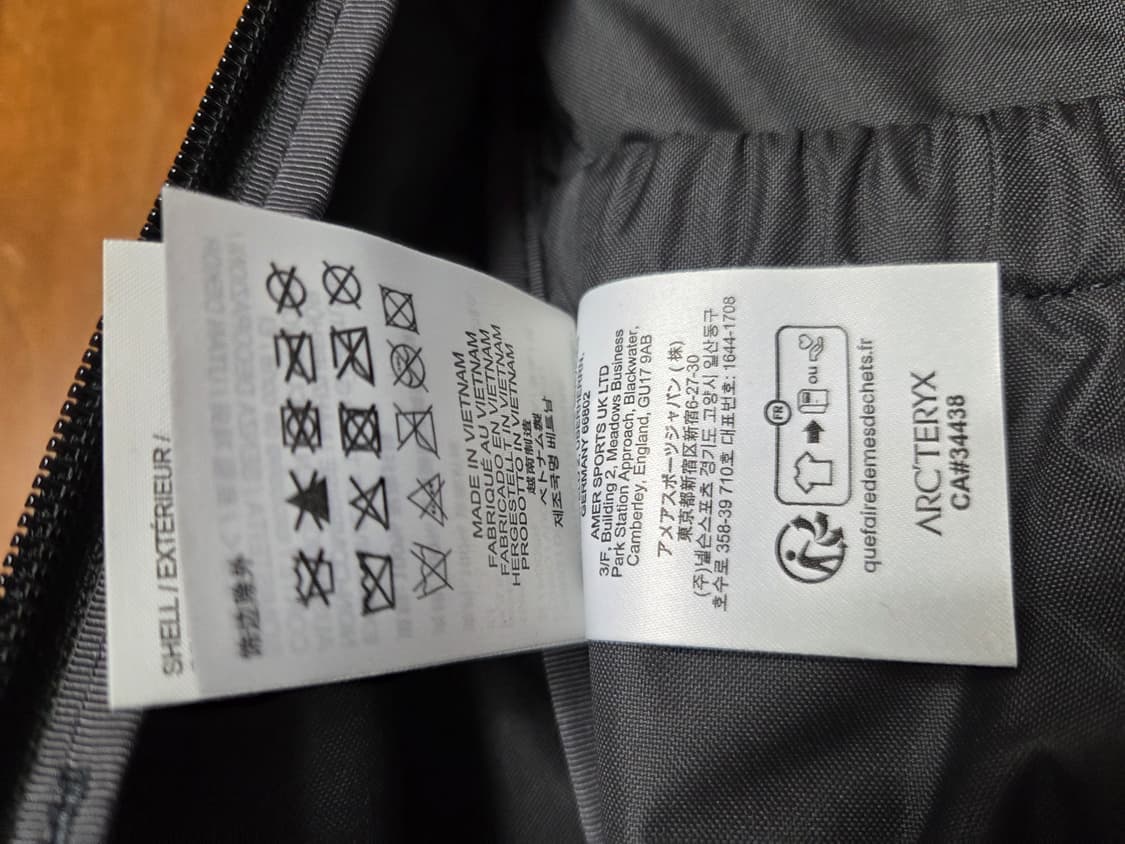 SHELL / EXTÉRIEUR /
饰边除外
MADE IN VIETNAM
FABRIQUÉ AU VIETNAM
FABRICADO EN VIETNAM
HERGESTELLT IN VIETNAM
PRODOTTO IN VIETNAM
越南製造
ベトナム製
제조국명 베트남
GERMANY 66802
AMER SPORTS UK LTD
3/F, Building 2, Meadows Business
Park Station Approach, Blackwater,
Camberley, England, GU17 9AB
アメアスポーツジャパン (株)
東京都新宿区新宿6-27-30
(주)넬슨스포츠 경기도 고양시 일산동구
호수로 358-39 710호 대표번호: 1644-1708
FR
ou
quefairedemesdechets.fr
ARC'TERYX
CA#34438